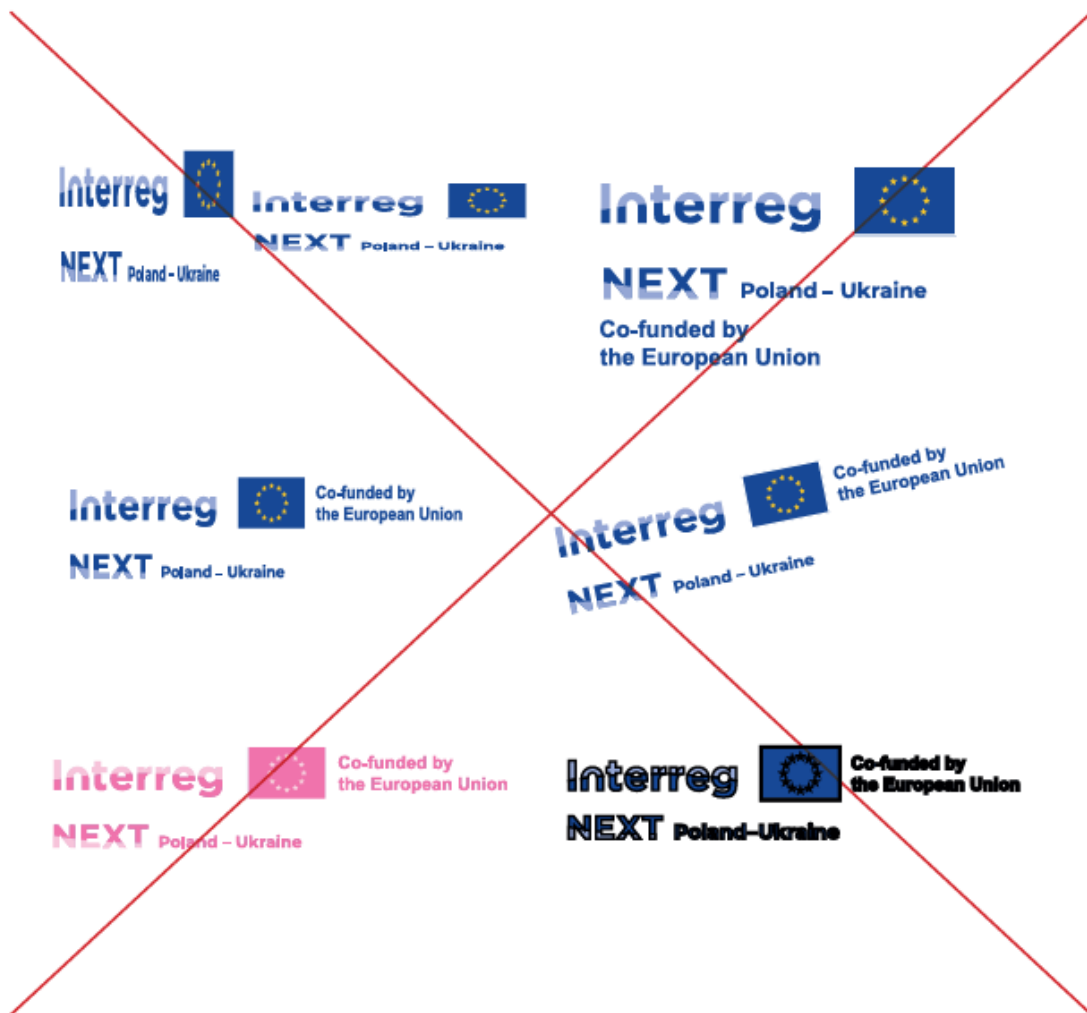 Interreg
NEXT Poland – Ukraine
Interreg
NEXT Poland – Ukraine
Interreg
NEXT Poland – Ukraine
Co-funded by
the European Union
Interreg
Co-funded by
the European Union
NEXT Poland – Ukraine
Interreg
Co-funded by
the European Union
NEXT Poland – Ukraine
Interreg
Co-funded by
the European Union
NEXT Poland – Ukraine
Interreg
Co-funded by
the European Union
NEXT Poland–Ukraine